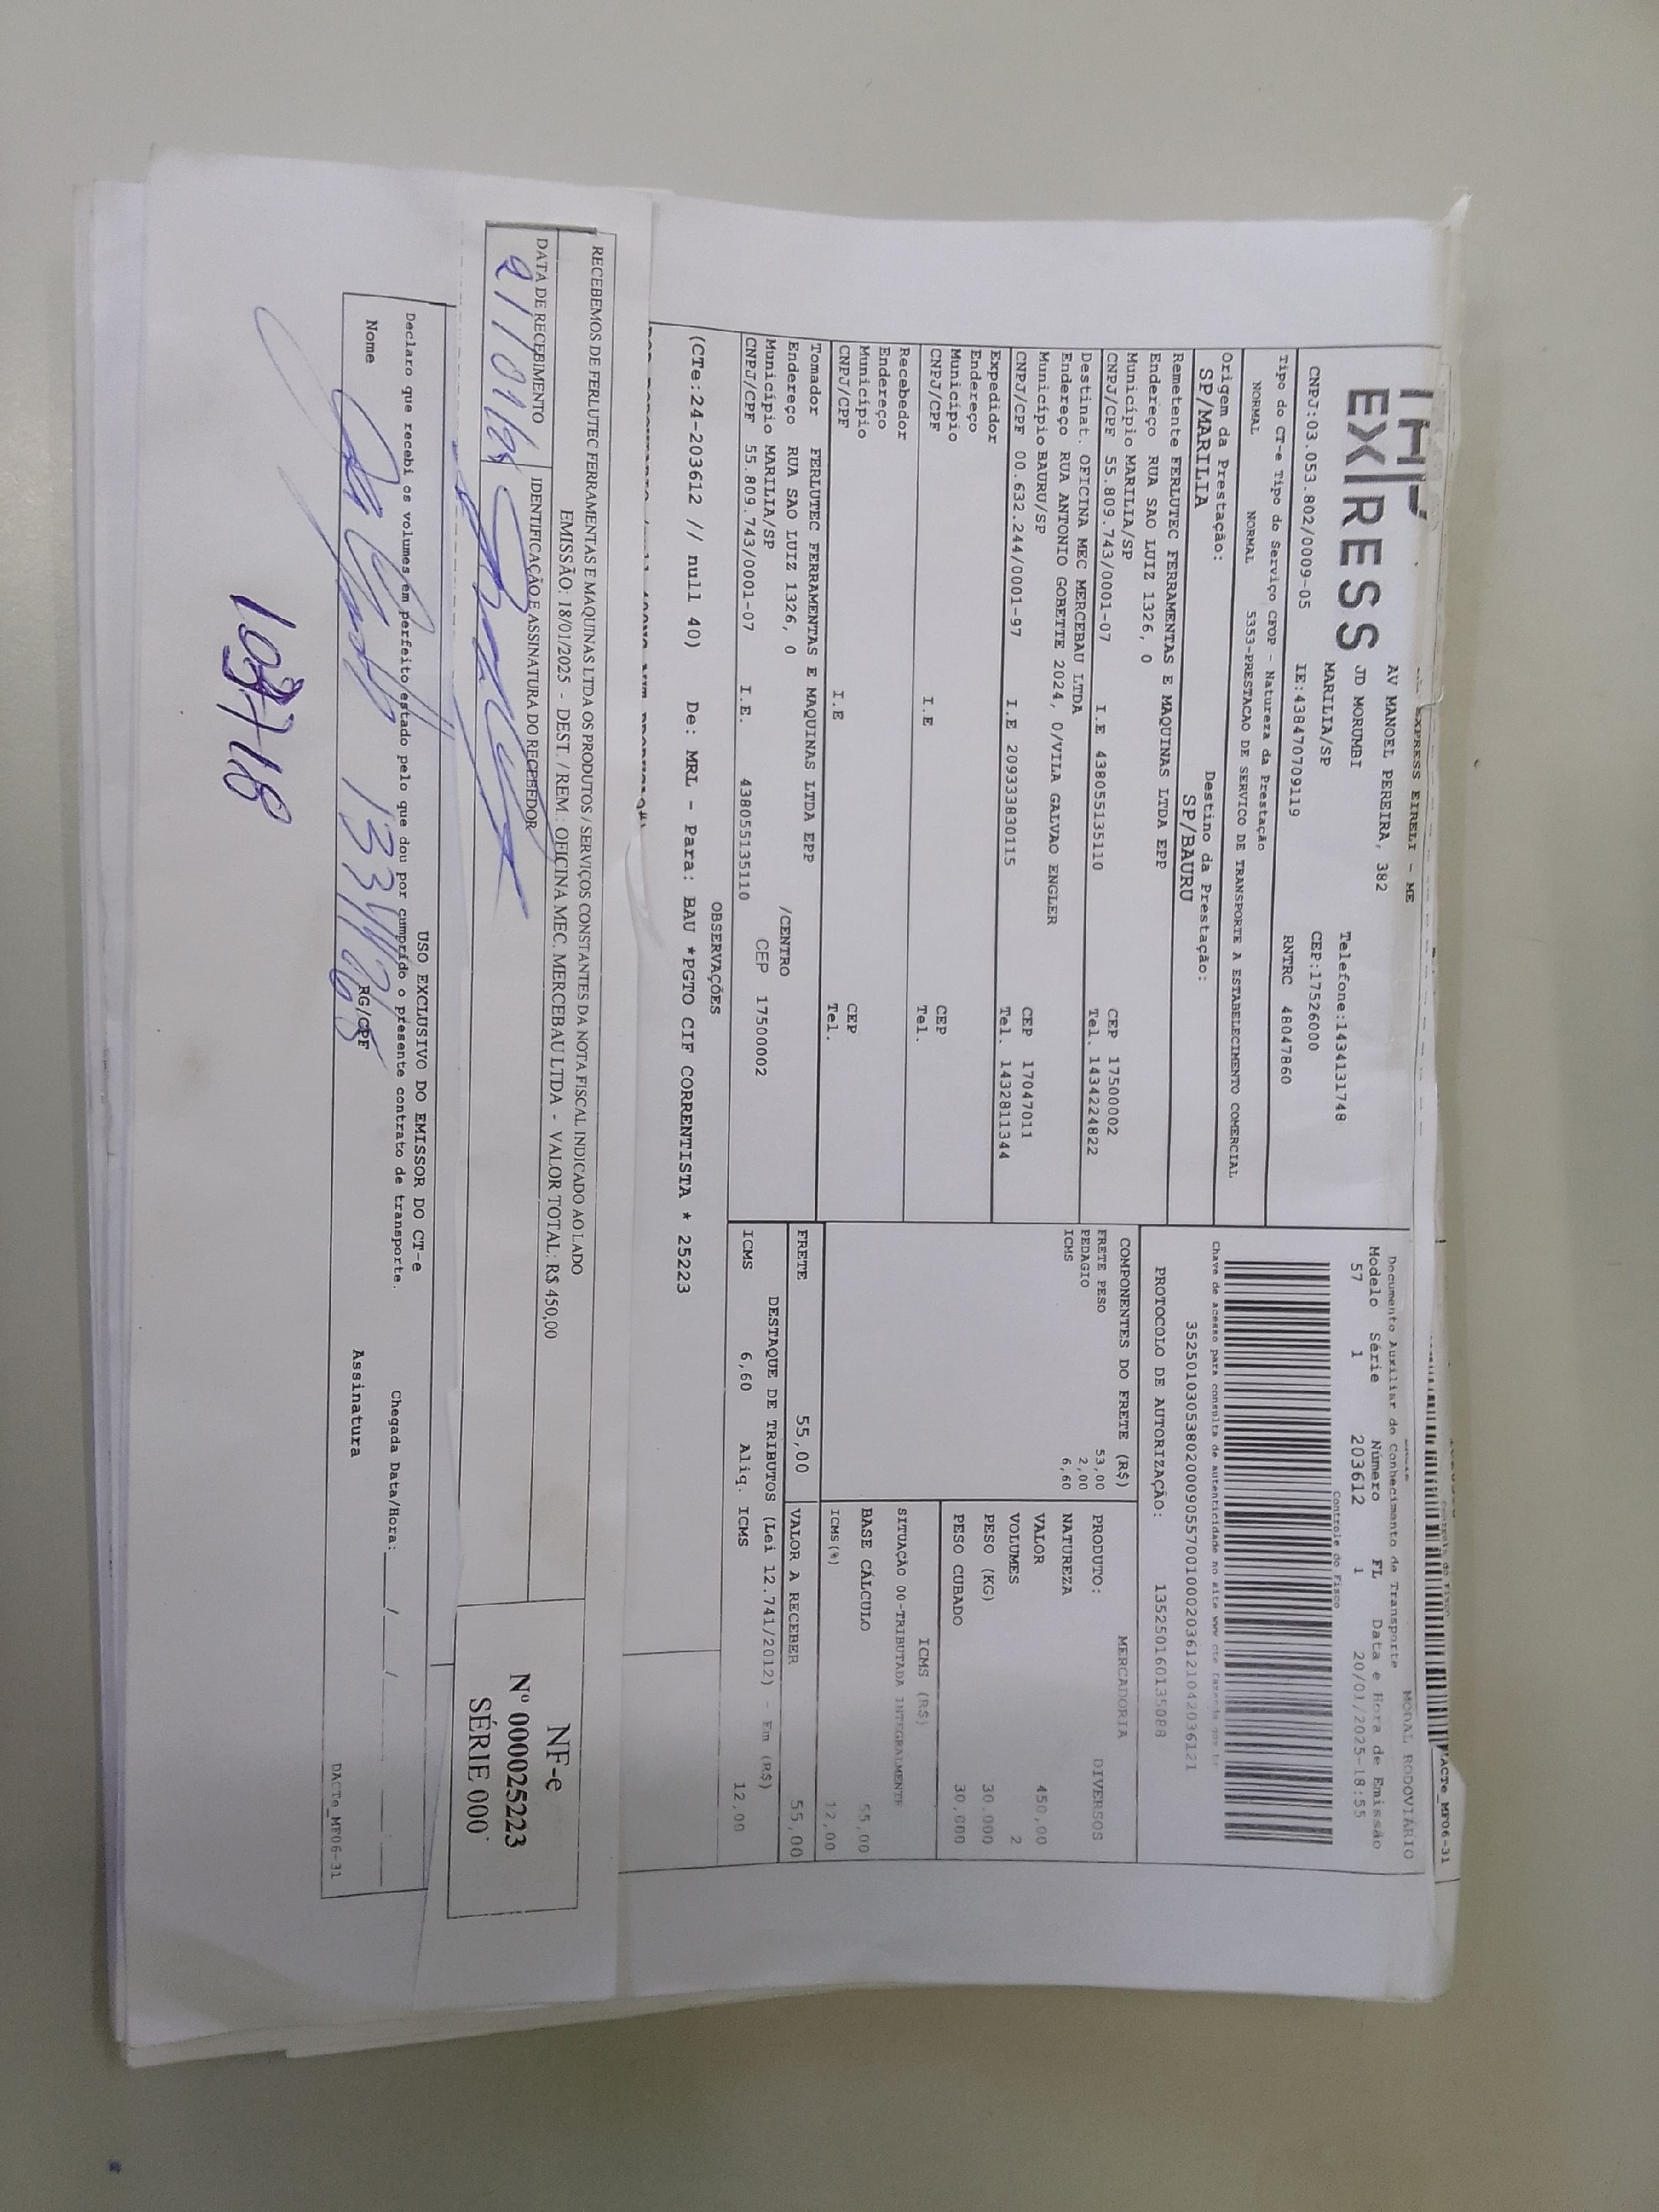 EXPRESS EIRELI - ME
EXPRESS
AV MANOEL PEREIRA, 382
JD MORUMBI
MARILIA/SP
Telefone:1434131748
CEP:17526000
CNPJ:03.053.802/0009-05
IE:438470709119
RNTRC 48047860
Tipo do CT-e Tipo do Serviço CFOP - Natureza da Prestação
NORMAL NORMAL 5353-PRESTACAO DE SERVICO DE TRANSPORTE A ESTABELECIMENTO COMERCIAL
Origem da Prestação: Destino da Prestação:
SP/MARILIA SP/BAURU
Remetente FERLUTEC FERRAMENTAS E MAQUINAS LTDA EPP
Endereço RUA SAO LUIZ 1326, 0
Município MARILIA/SP CEP 17500002
CNPJ/CPF 55.809.743/0001-07 I.E 438055135110 Tel. 1434224822
Destinat. OFICINA MEC MERCEBAU LTDA
Endereço RUA ANTONIO GOBETTE 2024, 0/VILA GALVAO ENGLER
Município BAURU/SP CEP 17047011
CNPJ/CPF 00.632.244/0001-97 I.E 209333830115 Tel. 1432811344
Expedidor
Endereço
Município CEP
CNPJ/CPF I.E Tel.
Recebedor
Endereço
Município CEP
CNPJ/CPF I.E Tel.
Tomador FERLUTEC FERRAMENTAS E MAQUINAS LTDA EPP
Endereço RUA SAO LUIZ 1326, 0 /CENTRO
Município MARILIA/SP CEP 17500002
CNPJ/CPF 55.809.743/0001-07 I.E. 438055135110
DACTe_MF06-31
MODAL RODOVIÁRIO
Documento Auxiliar do Conhecimento de Transporte
Modelo Série Número FL Data e Hora de Emissão
57 1 203612 1 20/01/2025-18:55
Controle do Fisco
Chave de acesso para consulta de autenticidade no site www cte fazenda gov br
35250103053802000905570010002036121042036121
PROTOCOLO DE AUTORIZAÇÃO: 135250160135088
COMPONENTES DO FRETE (R$)
FRETE PESO 53,00
PEDAGIO 2,00
ICMS 6,60
MERCADORIA
PRODUTO: DIVERSOS
NATUREZA
VALOR 450,00
VOLUMES 2
PESO (KG) 30.000
PESO CUBADO 30,000
ICMS (R$)
SITUAÇÃO 00-TRIBUTADA INTEGRALMENTE
BASE CÁLCULO 55,00
ICMS(%) 12,00
FRETE 55,00 VALOR A RECEBER 55,00
DESTAQUE DE TRIBUTOS (Lei 12.741/2012) - Em (R$)
ICMS 6,60 Aliq. ICMS 12,00
OBSERVAÇÕES
(CTe:24-203612 // null 40) De: MRL - Para: BAU *PGTO CIF CORRENTISTA * 25223
RECEBEMOS DE FERLUTEC FERRAMENTAS E MAQUINAS LTDA OS PRODUTOS / SERVIÇOS CONSTANTES DA NOTA FISCAL INDICADO AO LADO
EMISSÃO: 18/01/2025 - DEST. / REM.: OFICINA MEC. MERCEBAU LTDA - VALOR TOTAL: R$ 450,00
DATA DE RECEBIMENTO IDENTIFICAÇÃO E ASSINATURA DO RECEBEDOR
NF-e
Nº 000025223
SÉRIE 000
USO EXCLUSIVO DO EMISSOR DO CT-e
Declaro que recebi os volumes em perfeito estado pelo que dou por cumprido o presente contrato de transporte.
Chegada Data/Hora:____/____/____ ____:____
Nome RG/CPF Assinatura
DACTe_MF06-31